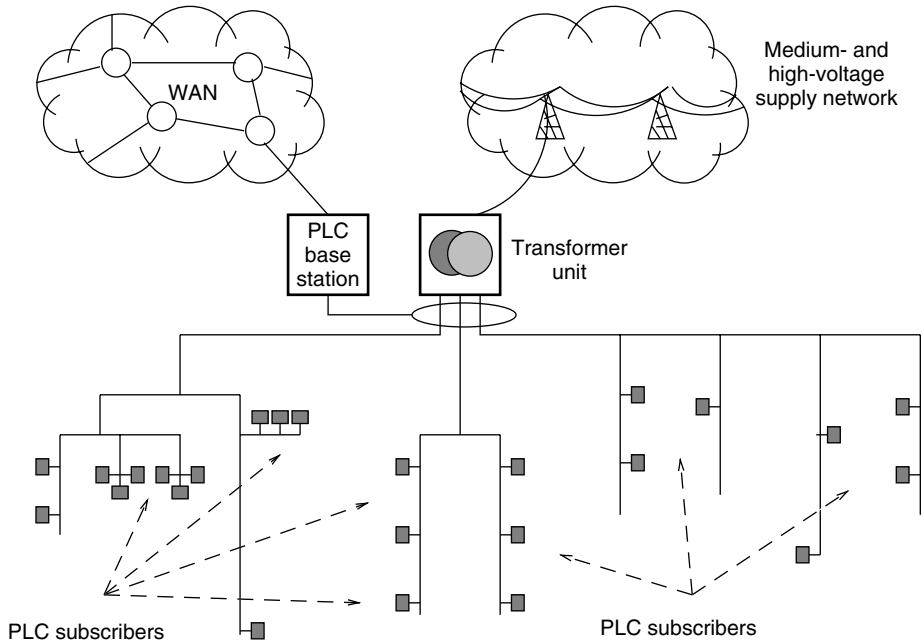 WAN
Medium- and
high-voltage
supply network
PLC
base
station
Transformer
unit
PLC subscribers
PLC subscribers